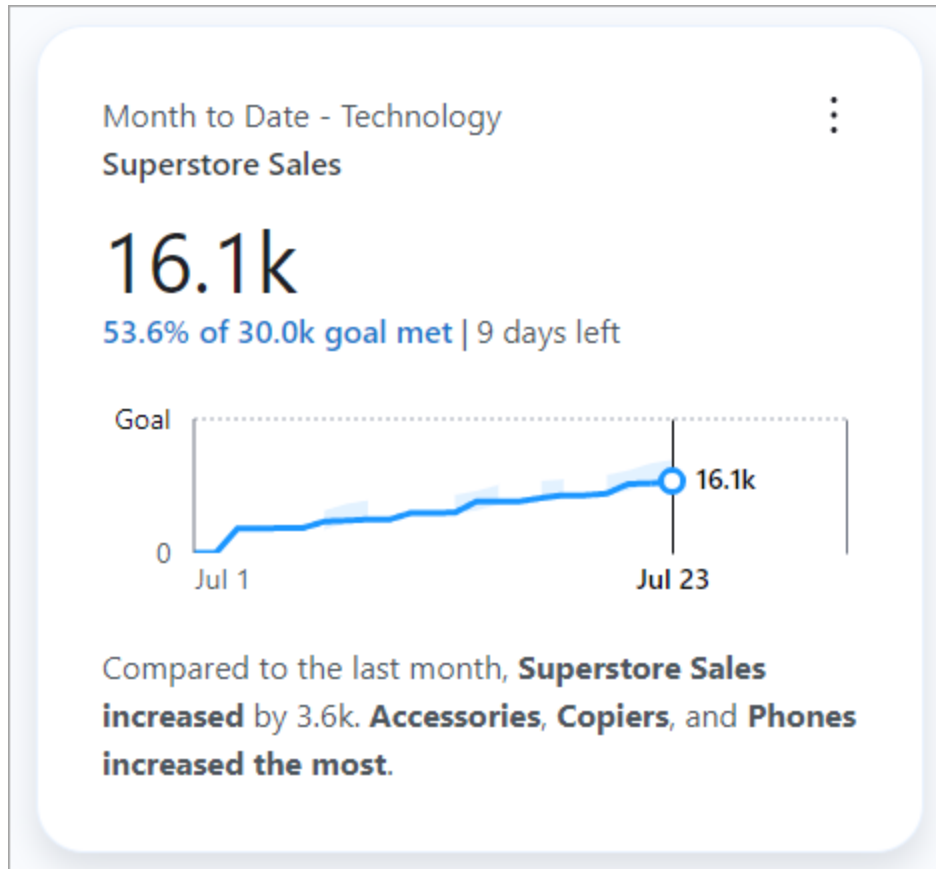 Month to Date - Technology
Superstore Sales
16.1k
53.6% of 30.0k goal met | 9 days left
Goal
16.1k
0
Jul 1
Jul 23
Compared to the last month, Superstore Sales
increased by 3.6k. Accessories, Copiers, and Phones
increased the most.